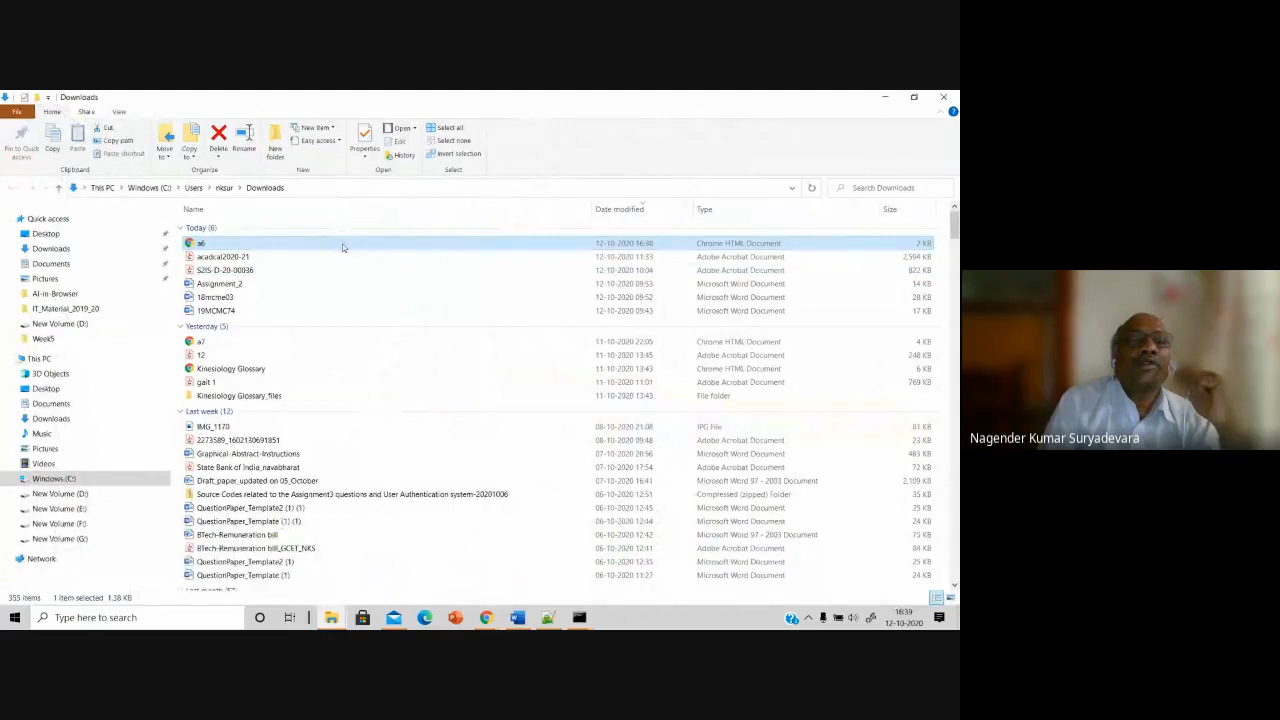 Downloads
File Home Share View
Pin to Quick access
Copy
Paste
Cut
Copy path
Paste shortcut
Move to
Copy to
Delete
Rename
New folder
New item
Easy access
Properties
Open
Edit
History
Select all
Select none
Invert selection
Clipboard Organize New Open Select
This PC > Windows (C:) > Users > nksur > Downloads
Search Downloads
Name Date modified Type Size
Today (6)
a6 12-10-2020 16:38 Chrome HTML Document 2 KB
acadcal2020-21 12-10-2020 11:33 Adobe Acrobat Document 2,594 KB
S2IS-D-20-00036 12-10-2020 10:04 Adobe Acrobat Document 822 KB
Assignment_2 12-10-2020 09:53 Microsoft Word Document 14 KB
18mcme03 12-10-2020 09:52 Microsoft Word Document 28 KB
19MCMC74 12-10-2020 09:43 Microsoft Word Document 17 KB
Yesterday (5)
a7 11-10-2020 22:05 Chrome HTML Document 4 KB
12 11-10-2020 13:45 Adobe Acrobat Document 248 KB
Kinesiology Glossary 11-10-2020 13:43 Chrome HTML Document 6 KB
gait 1 11-10-2020 11:01 Adobe Acrobat Document 769 KB
Kinesiology Glossary_files 11-10-2020 13:43 File folder
Last week (12)
IMG_1170 08-10-2020 21:08 JPG File 81 KB
2273589_1602130691851 08-10-2020 09:48 Adobe Acrobat Document 23 KB
Graphical-Abstract-Instructions 07-10-2020 20:56 Microsoft Word Document 483 KB
State Bank of India_navabharat 07-10-2020 17:54 Adobe Acrobat Document 72 KB
Draft_paper_updated on 05_October 07-10-2020 16:41 Microsoft Word 97 - 2003 Document 2,109 KB
Source Codes related to the Assignment3 questions and User Authentication system-20201006 06-10-2020 12:51 Compressed (zipped) Folder 35 KB
QuestionPaper_Template2 (1) (1) 06-10-2020 12:45 Microsoft Word Document 25 KB
QuestionPaper_Template (1) (1) 06-10-2020 12:44 Microsoft Word Document 24 KB
BTech-Remuneration bill 06-10-2020 12:42 Microsoft Word 97 - 2003 Document 75 KB
BTech-Remuneration billl_GCET_NKS 06-10-2020 12:41 Adobe Acrobat Document 84 KB
QuestionPaper_Template2 (1) 06-10-2020 12:35 Microsoft Word Document 25 KB
QuestionPaper_Template (1) 06-10-2020 11:27 Microsoft Word Document 24 KB
Quick access
Desktop
Downloads
Documents
Pictures
AI-in-Browser
IT_Material_2019_20
New Volume (D:)
Week5
This PC
3D Objects
Desktop
Documents
Downloads
Music
Pictures
Videos
Windows (C:)
New Volume (D:)
New Volume (E:)
New Volume (F:)
New Volume (G:)
Network
355 items 1 item selected 1.38 KB
Type here to search
16:39
12-10-2020
Nagender Kumar Suryadevara